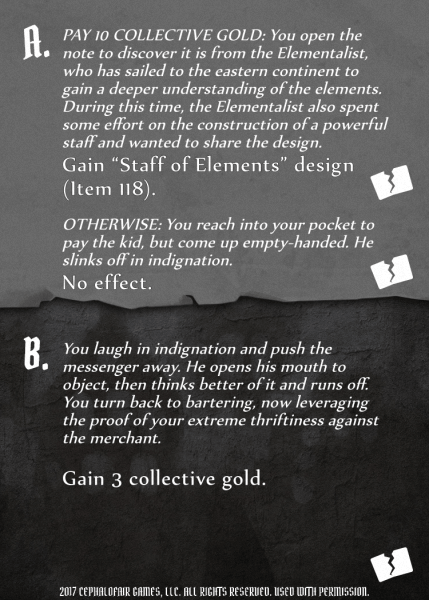 A.
PAY 10 COLLECTIVE GOLD: You open the
note to discover it is from the Elementalist,
who has sailed to the eastern continent to
gain a deeper understanding of the elements.
During this time, the Elementalist also spent
some effort on the construction of a powerful
staff and wanted to share the design.
Gain “Staff of Elements” design
(Item 118).
OTHERWISE: You reach into your pocket to
pay the kid, but come up empty-handed. He
slinks off in indignation.
No effect.
B.
You laugh in indignation and push the
messenger away. He opens his mouth to
object, then thinks better of it and runs off.
You turn back to bartering, now leveraging
the proof of your extreme thriftiness against
the merchant.
Gain 3 collective gold.
2017 CEPHALOFAIR GAMES, LLC. ALL RIGHTS RESERVED. USED WITH PERMISSION.